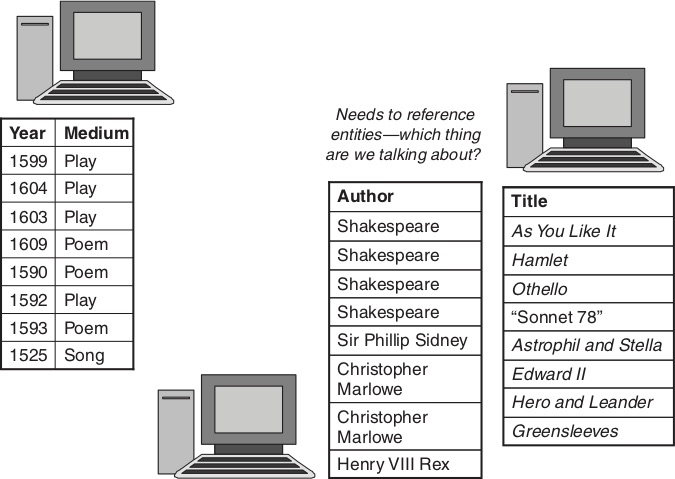 Needs to reference
entities—which thing
are we talking about?
Year Medium
1599 Play
1604 Play
1603 Play
1609 Poem
1590 Poem
1592 Play
1593 Poem
1525 Song
Author
Shakespeare
Shakespeare
Shakespeare
Shakespeare
Sir Phillip Sidney
Christopher
Marlowe
Christopher
Marlowe
Henry VIII Rex
Title
As You Like It
Hamlet
Othello
“Sonnet 78”
Astrophil and Stella
Edward II
Hero and Leander
Greensleeves